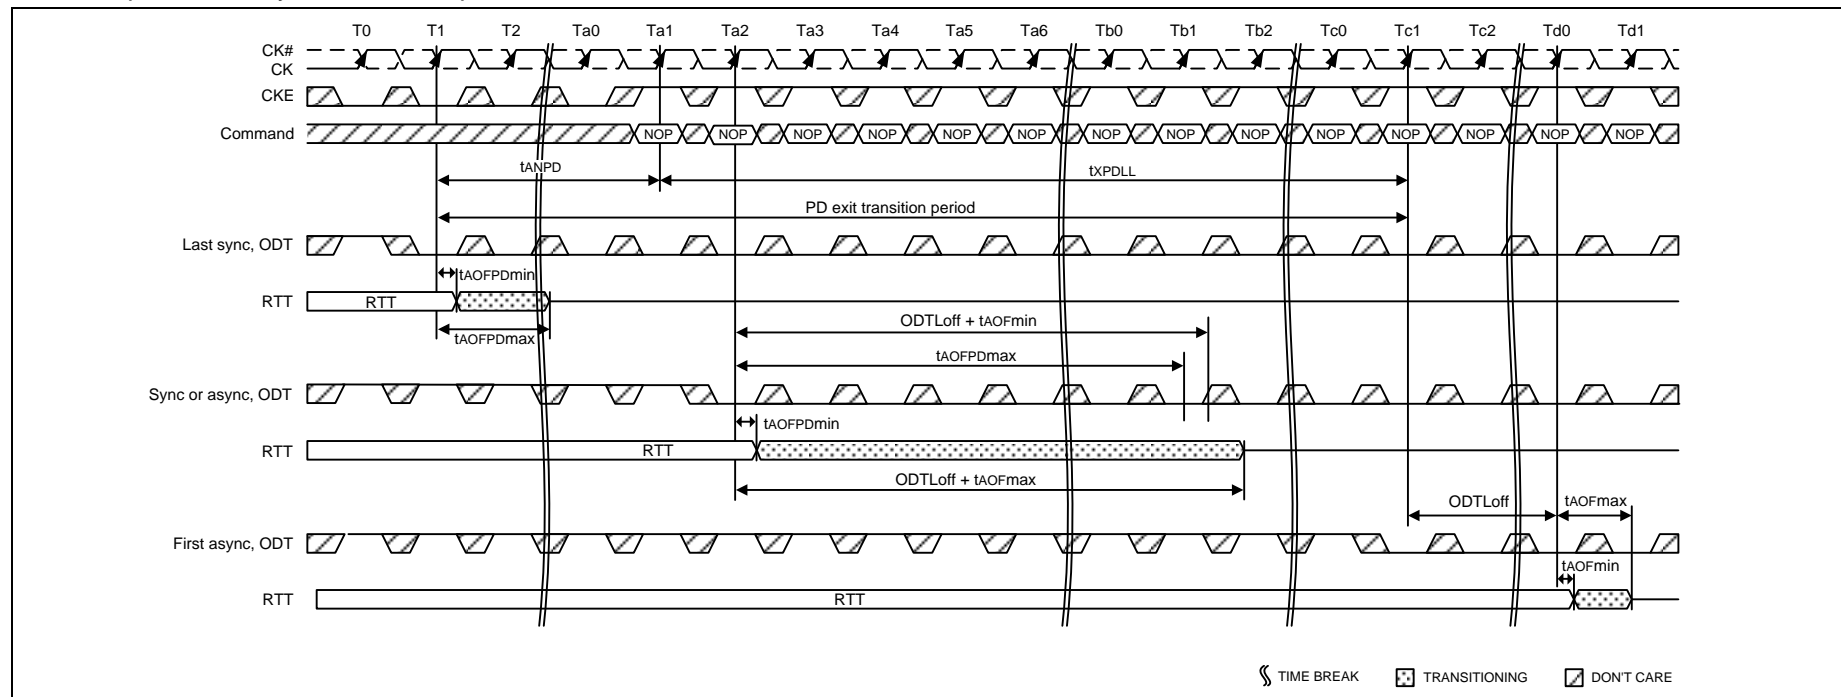 T0 T1 T2 Ta0 Ta1 Ta2 Ta3 Ta4 Ta5 Ta6 Tb0 Tb1 Tb2 Tc0 Tc1 Tc2 Td0 Td1
CK#
CK
CKE
Command NOP NOP NOP NOP NOP NOP NOP NOP NOP NOP NOP NOP NOP NOP
tANPD tXPDLL
PD exit transition period
Last sync, ODT
tAOFPDmin
RTT RTT
tAOFPDmax
ODTLoff + tAOFmin
tAOFPDmax
Sync or async, ODT
tAOFPDmin
RTT RTT
ODTLoff + tAOFmax
ODTLoff tAOFmax
First async, ODT
tAOFmin
RTT RTT
TIME BREAK TRANSITIONING DON'T CARE